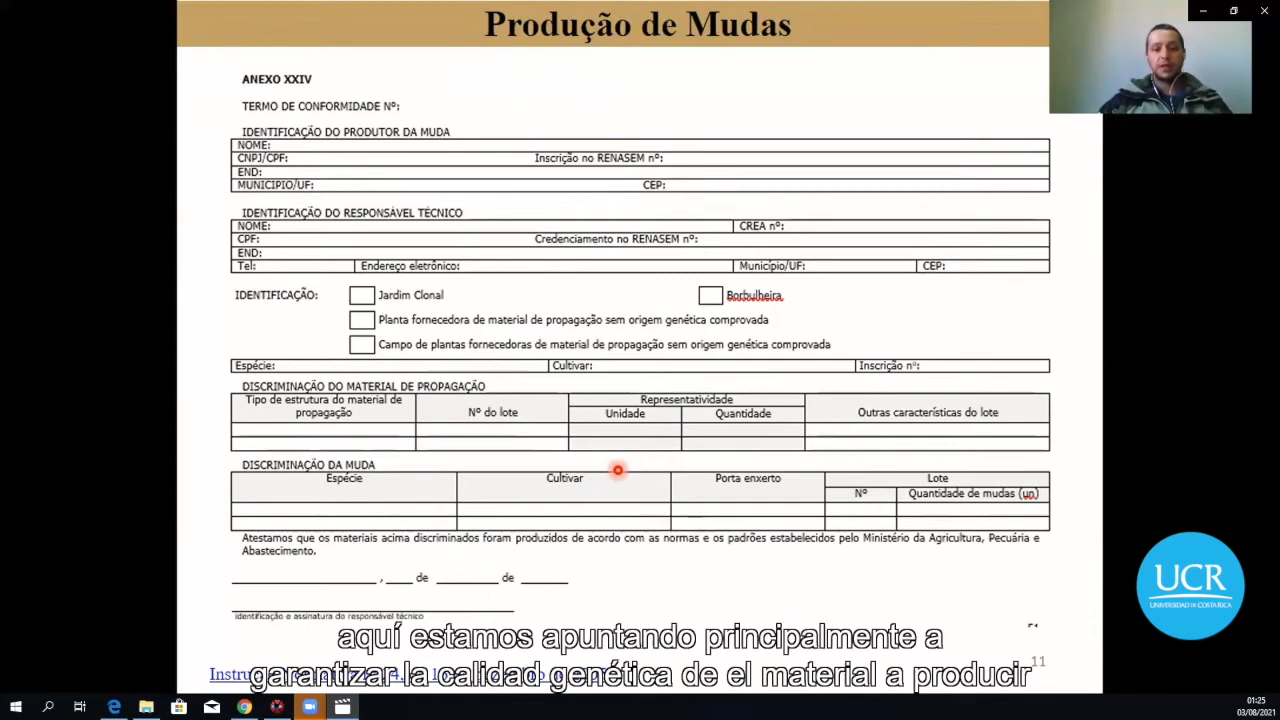 Produção de Mudas
ANEXO XXIV
TERMO DE CONFORMIDADE Nº:
IDENTIFICAÇÃO DO PRODUTOR DA MUDA
NOME:
CNPJ/CPF: Inscrição no RENASEM nº:
END:
MUNICIPIO/UF: CEP:
IDENTIFICAÇÃO DO RESPONSÁVEL TÉCNICO
NOME: CREA nº:
CPF: Credenciamento no RENASEM nº:
END:
Tel: Endereço eletrônico: Município/UF: CEP:
IDENTIFICAÇÃO: Jardim Clonal Borbulheira
Planta fornecedora de material de propagação sem origem genética comprovada
Campo de plantas fornecedoras de material de propagação sem origem genética comprovada
Espécie: Cultivar: Inscrição nº:
DISCRIMINAÇÃO DO MATERIAL DE PROPAGAÇÃO
Tipo de estrutura do material de propagação Nº do lote Representatividade Outras características do lote
Unidade Quantidade
DISCRIMINAÇÃO DA MUDA
Espécie Cultivar Porta enxerto Lote
Nº Quantidade de mudas (un)
Atestamos que os materiais acima discriminados foram produzidos de acordo com as normas e os padrões estabelecidos pelo Ministério da Agricultura, Pecuária e
Abastecimento.
, de de
identificação e assinatura do responsável técnico
UCR
UNIVERSIDAD DE COSTA RICA
aquí estamos apuntando principalmente a
garantizar la calidad genética de el material a producir
11
01:25
03/08/2021